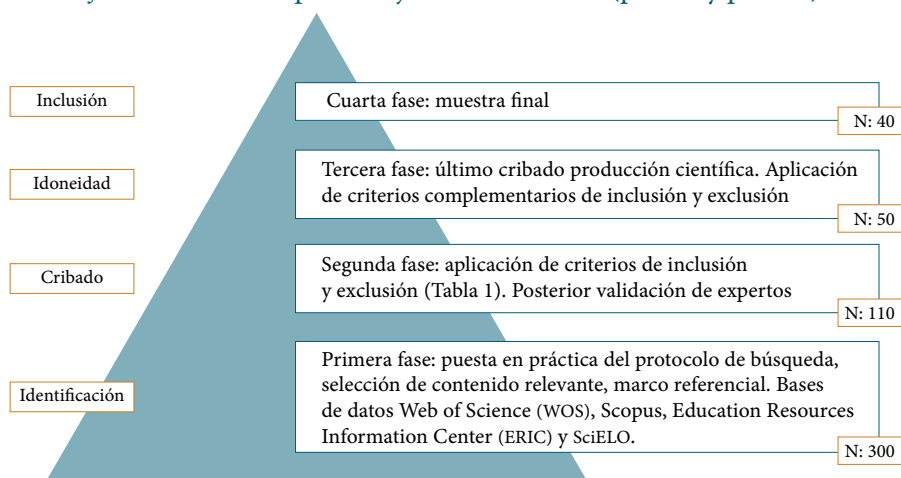 Inclusión
Cuarta fase: muestra final
N: 40
Idoneidad
Tercera fase: último cribado producción científica. Aplicación
de criterios complementarios de inclusión y exclusión
N: 50
Cribado
Segunda fase: aplicación de criterios de inclusión
y exclusión (Tabla 1). Posterior validación de expertos
N: 110
Identificación
Primera fase: puesta en práctica del protocolo de búsqueda,
selección de contenido relevante, marco referencial. Bases
de datos Web of Science (WOS), Scopus, Education Resources
Information Center (ERIC) y SciELO.
N: 300